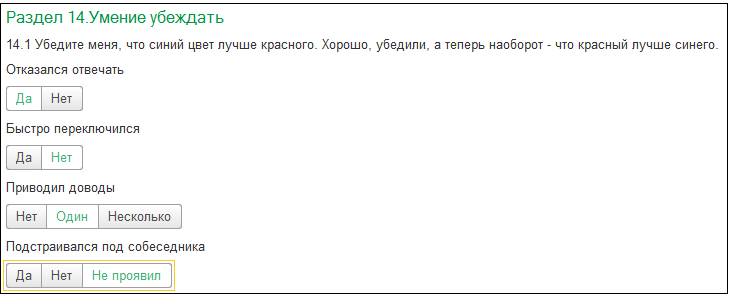 Раздел 14.Умение убеждать
14.1 Убедите меня, что синий цвет лучше красного. Хорошо, убедили, а теперь наоборот - что красный лучше синего.
Отказался отвечать
Да Нет
Быстро переключился
Да Нет
Приводил доводы
Нет Один Несколько
Подстраивался под собеседника
Да Нет Не проявил